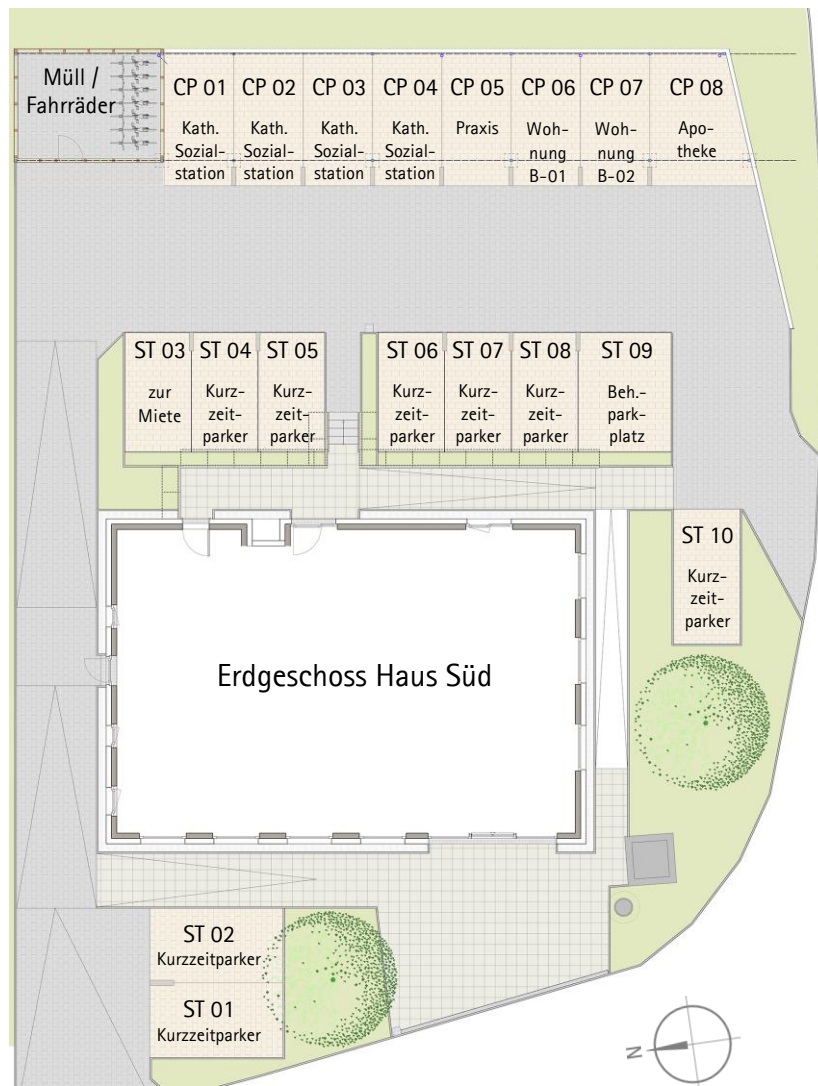 Müll /
Fahrräder
CP 01
Kath.
Sozial-
station
CP 02
Kath.
Sozial-
station
CP 03
Kath.
Sozial-
station
CP 04
Kath.
Sozial-
station
CP 05
Praxis
CP 06
Woh-
nung
B-01
CP 07
Woh-
nung
B-02
CP 08
Apo-
theke
ST 03
zur
Miete
ST 04
Kurz-
zeit-
parker
ST 05
Kurz-
zeit-
parker
ST 06
Kurz-
zeit-
parker
ST 07
Kurz-
zeit-
parker
ST 08
Kurz-
zeit-
parker
ST 09
Beh.-
park-
platz
ST 10
Kurz-
zeit-
parker
Erdgeschoss Haus Süd
ST 02
Kurzzeitparker
ST 01
Kurzzeitparker
N